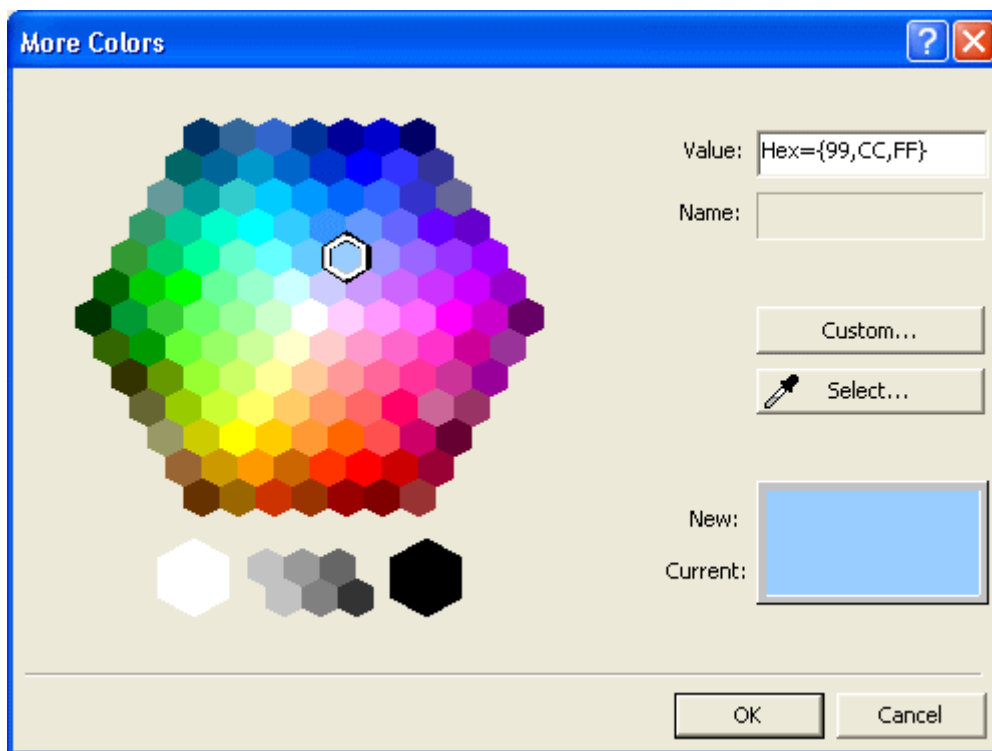 More Colors
?
Value: Hex={99,CC,FF}
Name:
Custom...
Select...
New:
Current:
OK Cancel